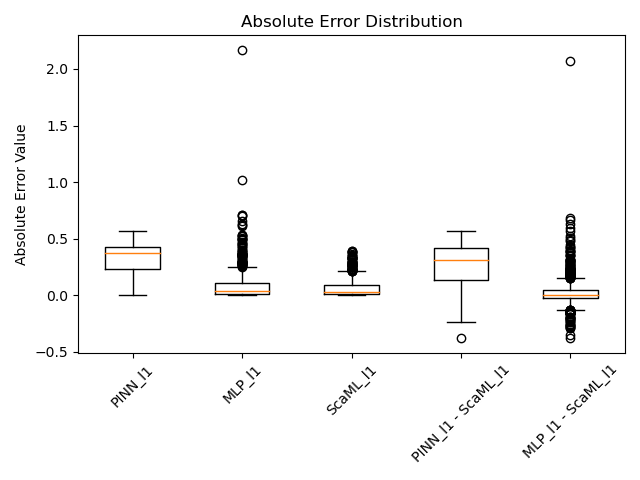 Absolute Error Distribution
Absolute Error Value
2.0
1.5
1.0
0.5
0.0
−0.5
PINN_l1
MLP_l1
ScaML_l1
PINN_l1 - ScaML_l1
MLP_l1 - ScaML_l1